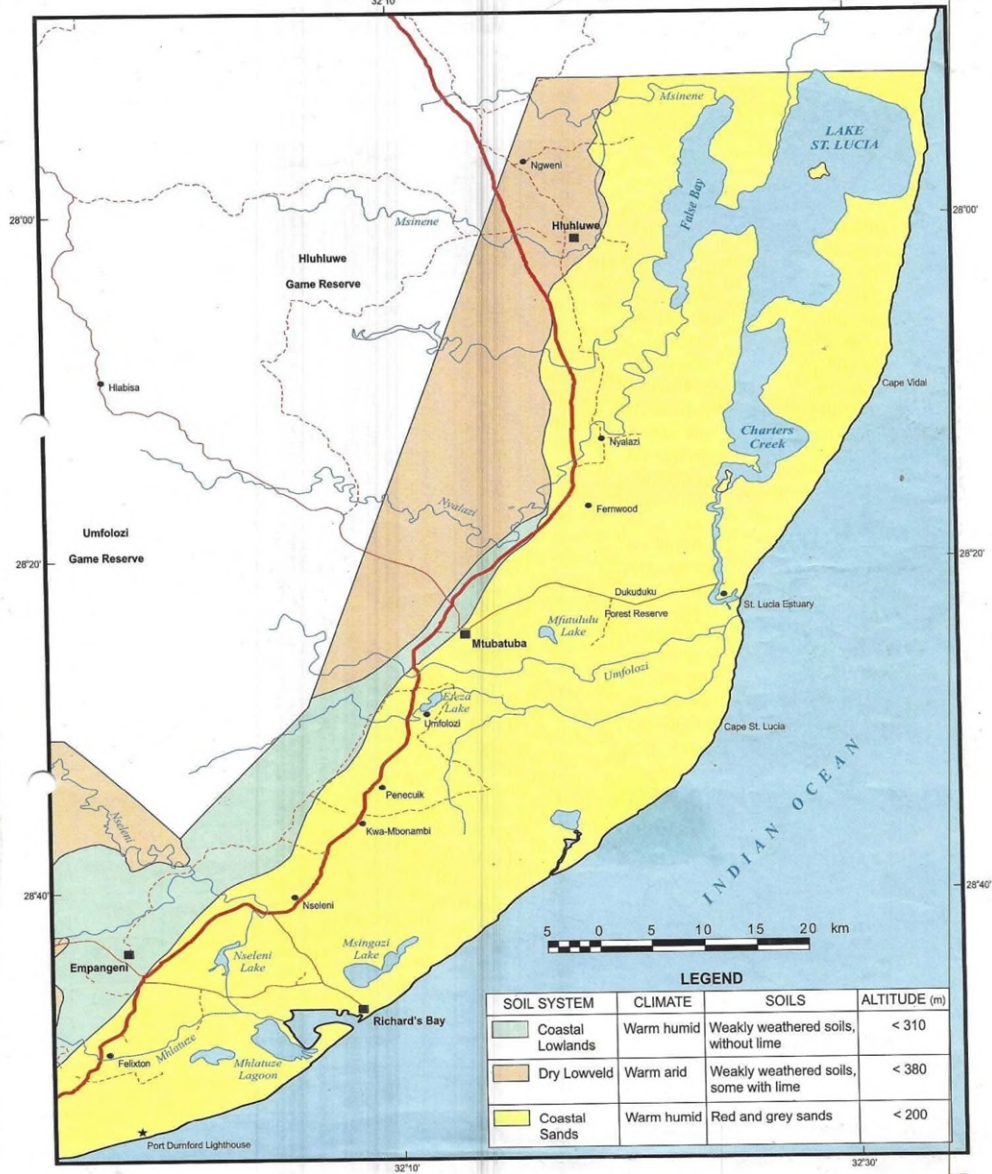 32°10'
Msinene
LAKE
ST. LUCIA
Ngweni
False Bay
28°00'
28°00'
Msinene
Hluhluwe
Hluhluwe
Game Reserve
Hlabisa
Cape Vidal
Charters
Creek
Nyalazi
Nyalazi
Fernwood
Umfolozi
Game Reserve
28°20'
28°20'
Dukuduku
Forest Reserve
St. Lucia Estuary
Mfutululu
Lake
Mtubatuba
Umfolozi
Eteza
Lake
Umfolozi
Cape St. Lucia
INDIAN OCEAN
Penecuik
Nseleni
Kwa-Mbonambi
28°40'
28°40'
Nseleni
5 0 5 10 15 20 km
Empangeni
Nseleni
Lake
Msingazi
Lake
Richard's Bay
Felixton
Mhlatuze
Mhlatuze
Lagoon
Port Durnford Lighthouse
32°10'
32°30'
LEGEND
SOIL SYSTEM CLIMATE SOILS ALTITUDE (m)
Coastal Lowlands Warm humid Weakly weathered soils, without lime < 310
Dry Lowveld Warm arid Weakly weathered soils, some with lime < 380
Coastal Sands Warm humid Red and grey sands < 200